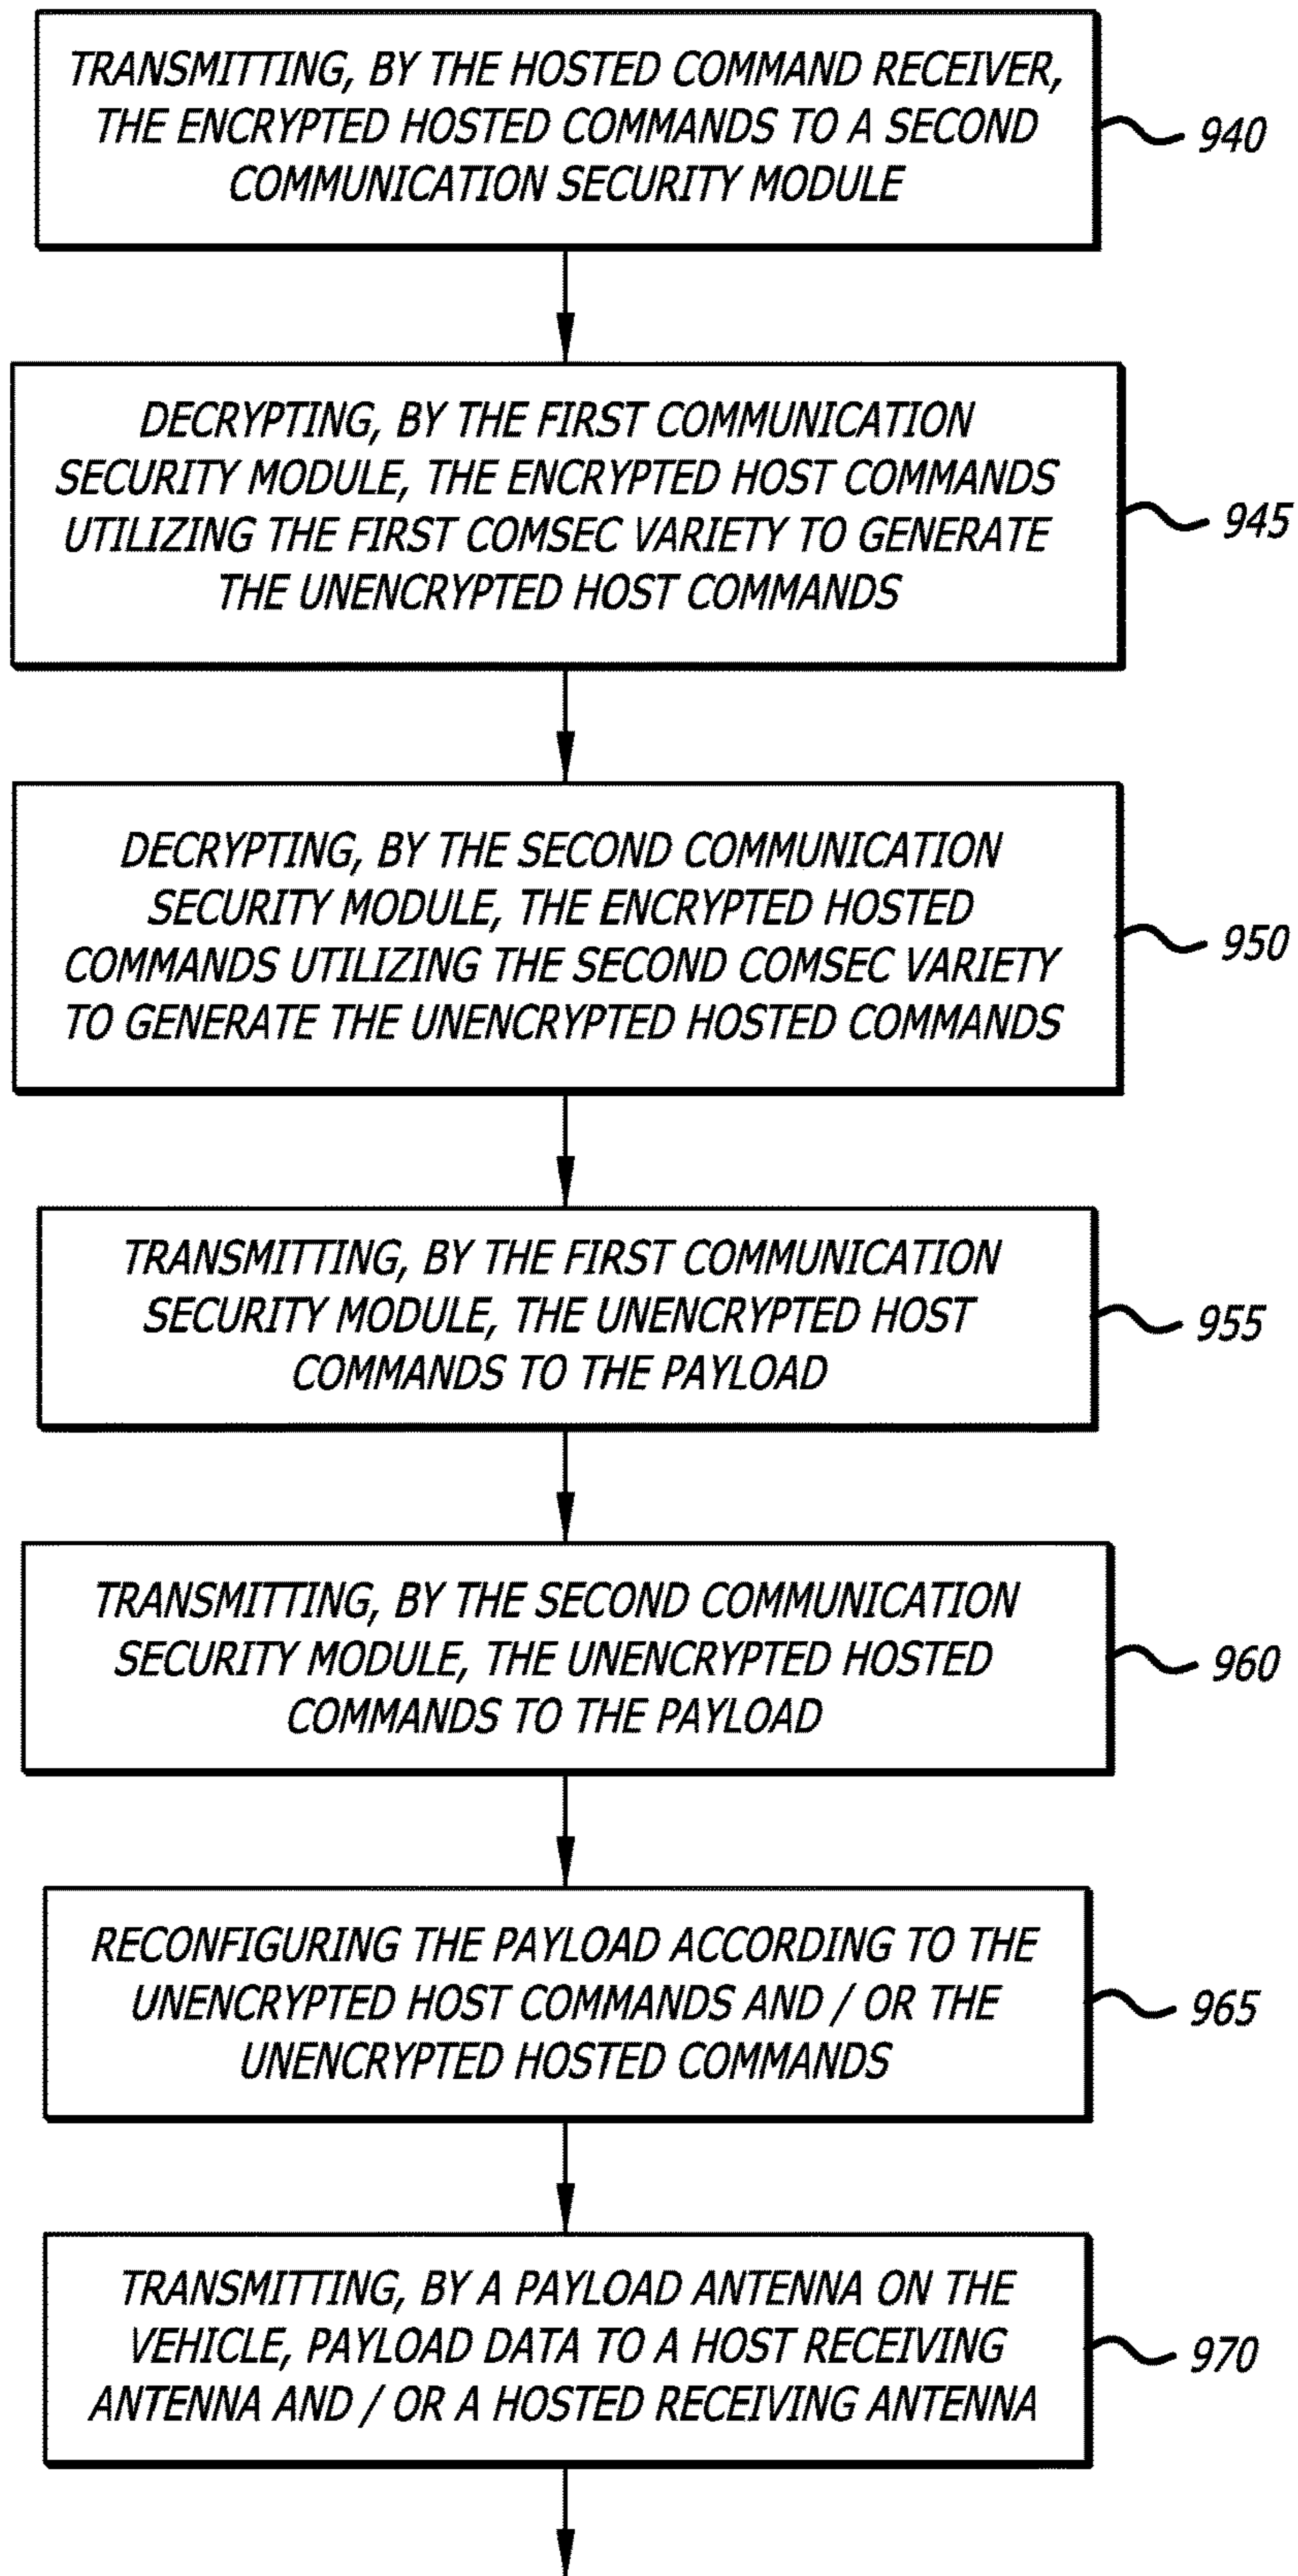 TRANSMITTING, BY THE HOSTED COMMAND RECEIVER,
THE ENCRYPTED HOSTED COMMANDS TO A SECOND
COMMUNICATION SECURITY MODULE
940
DECRYPTING, BY THE FIRST COMMUNICATION
SECURITY MODULE, THE ENCRYPTED HOST COMMANDS
UTILIZING THE FIRST COMSEC VARIETY TO GENERATE
THE UNENCRYPTED HOST COMMANDS
945
DECRYPTING, BY THE SECOND COMMUNICATION
SECURITY MODULE, THE ENCRYPTED HOSTED
COMMANDS UTILIZING THE SECOND COMSEC VARIETY
TO GENERATE THE UNENCRYPTED HOSTED COMMANDS
950
TRANSMITTING, BY THE FIRST COMMUNICATION
SECURITY MODULE, THE UNENCRYPTED HOST
COMMANDS TO THE PAYLOAD
955
TRANSMITTING, BY THE SECOND COMMUNICATION
SECURITY MODULE, THE UNENCRYPTED HOSTED
COMMANDS TO THE PAYLOAD
960
RECONFIGURING THE PAYLOAD ACCORDING TO THE
UNENCRYPTED HOST COMMANDS AND / OR THE
UNENCRYPTED HOSTED COMMANDS
965
TRANSMITTING, BY A PAYLOAD ANTENNA ON THE
VEHICLE, PAYLOAD DATA TO A HOST RECEIVING
ANTENNA AND / OR A HOSTED RECEIVING ANTENNA
970